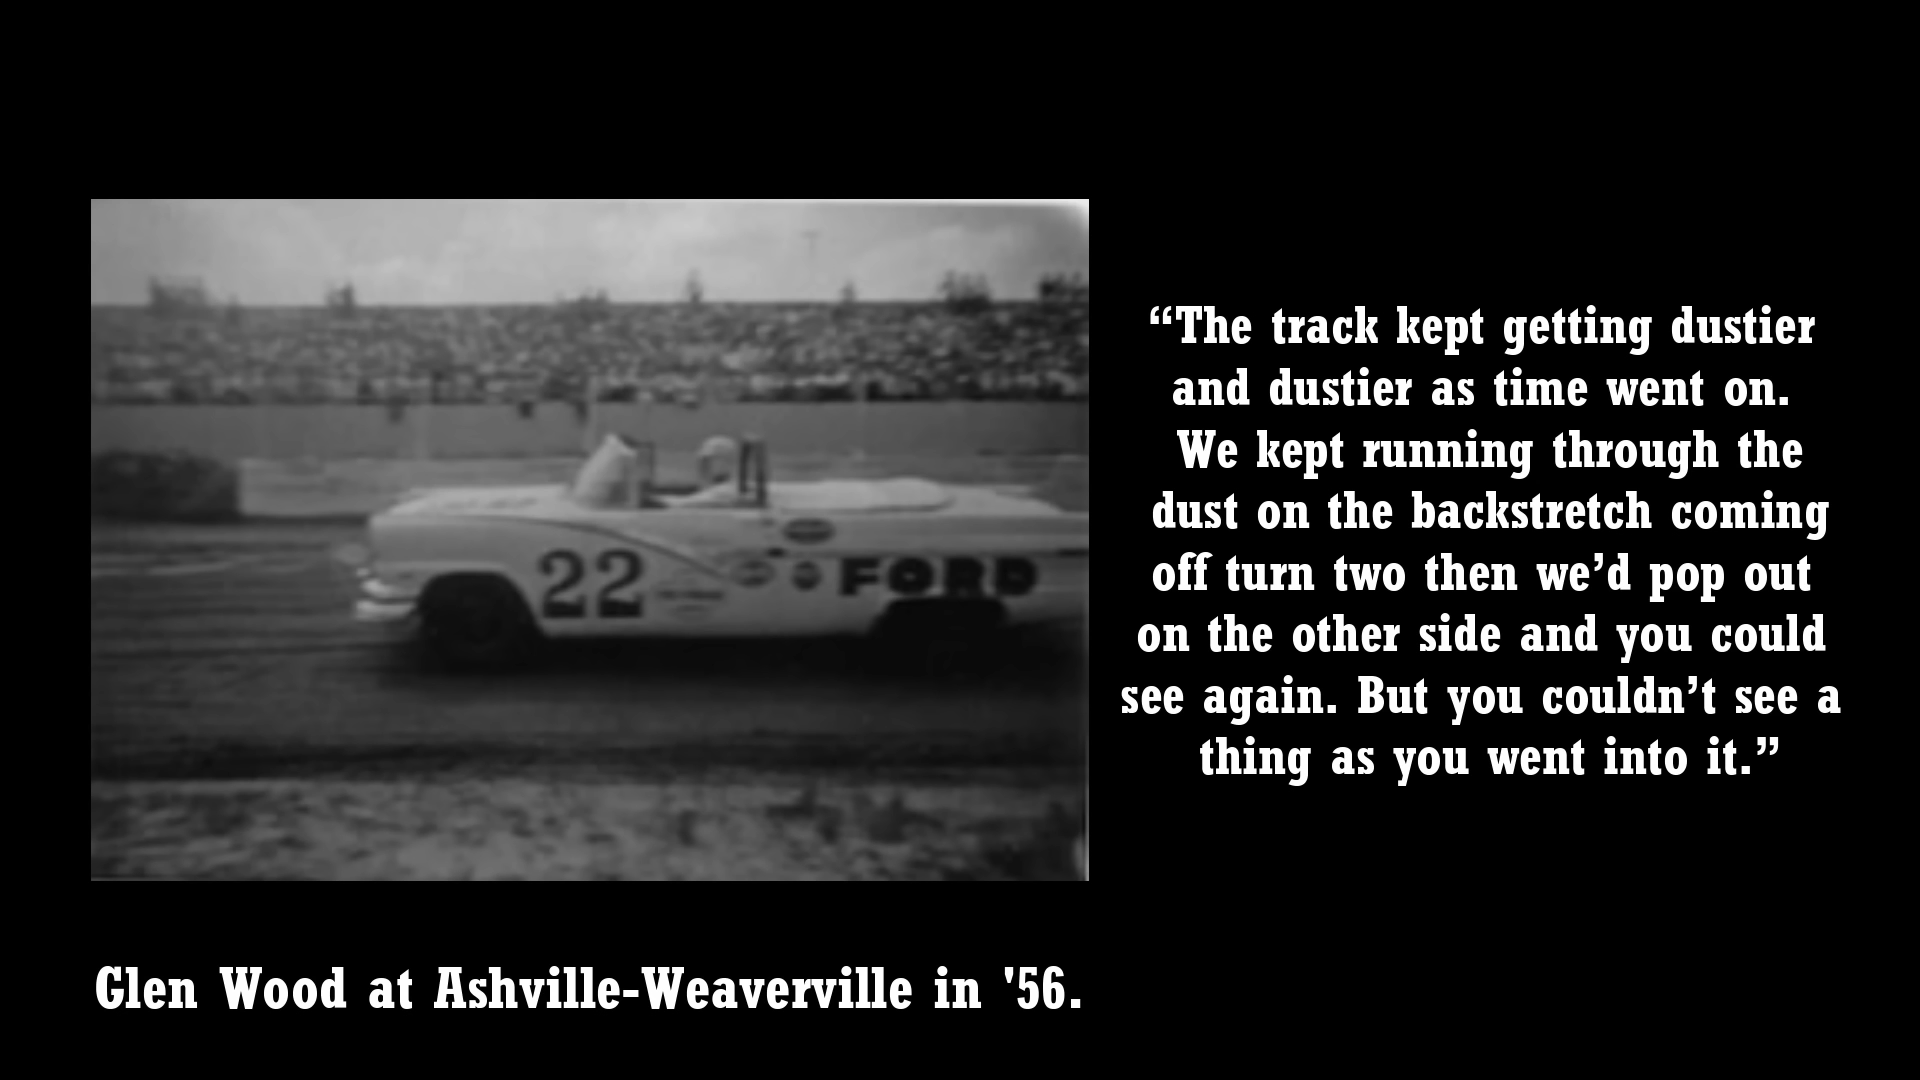 “The track kept getting dustier
and dustier as time went on.
We kept running through the
dust on the backstretch coming
off turn two then we’d pop out
on the other side and you could
see again. But you couldn’t see a
thing as you went into it.”
22
FORD
Glen Wood at Ashville-Weaverville in '56.